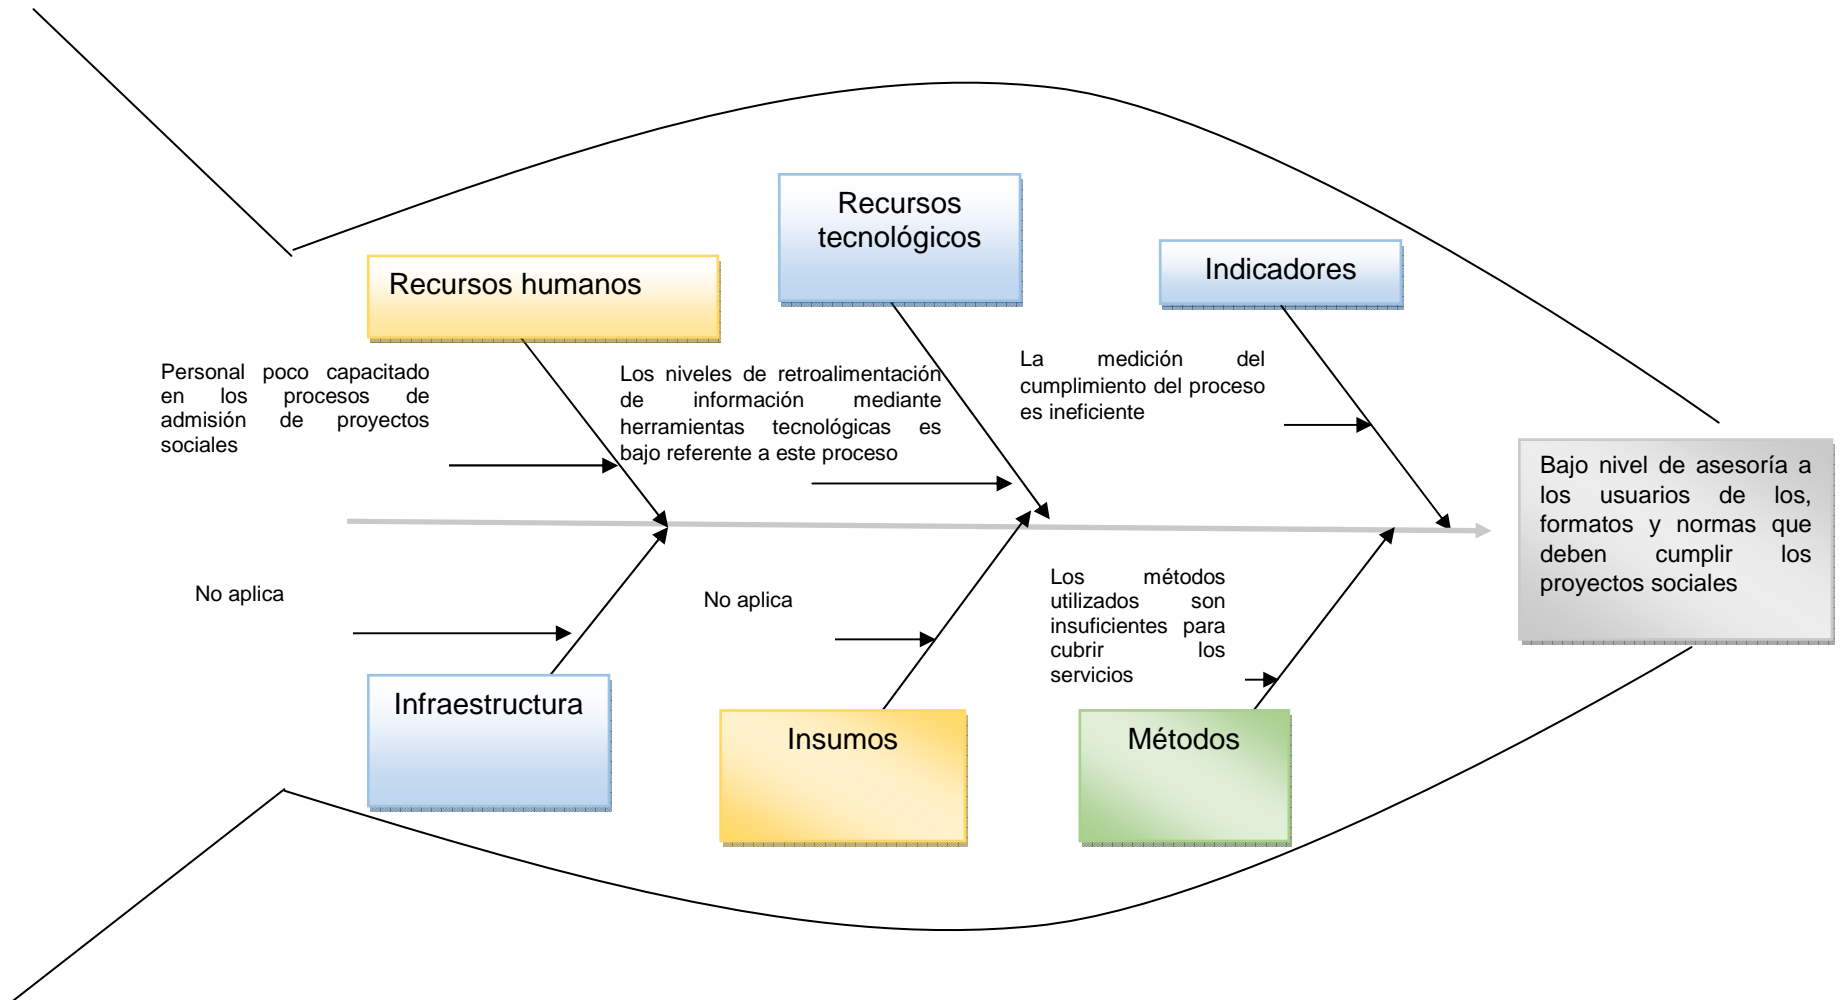 Recursos
tecnológicos
Recursos humanos
Indicadores
Personal poco capacitado
en los procesos de
admisión de proyectos
sociales
Los niveles de retroalimentación
de información mediante
herramientas tecnológicas es
bajo referente a este proceso
La medición del
cumplimiento del proceso
es ineficiente
Bajo nivel de asesoría a
los usuarios de los,
formatos y normas que
deben cumplir los
proyectos sociales
No aplica
No aplica
Los métodos
utilizados son
insuficientes para
cubrir los
servicios
Infraestructura
Insumos
Métodos